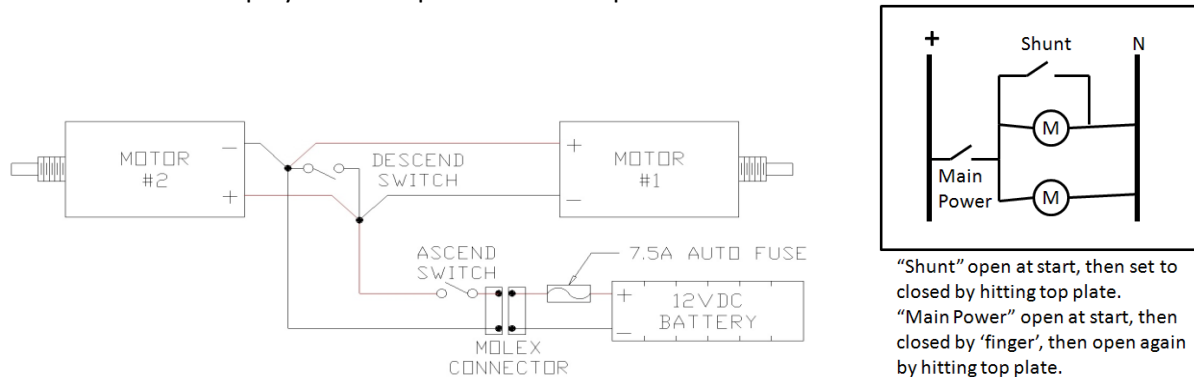 MOTOR
#2
−
+
DESCEND
SWITCH
+
−
MOTOR
#1
ASCEND
SWITCH
7.5A AUTO FUSE
+
12VDC
BATTERY
−
MOLEX
CONNECTOR
+
Shunt
N
M
Main
Power
M
“Shunt” open at start, then set to
closed by hitting top plate.
“Main Power” open at start, then
closed by ‘finger’, then open again
by hitting top plate.